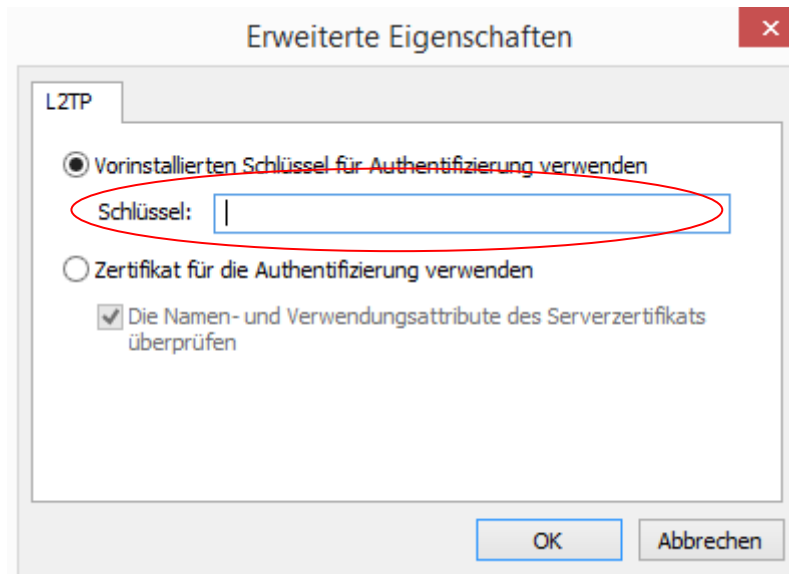 Erweiterte Eigenschaften
L2TP
Vorinstallierten Schlüssel für Authentifizierung verwenden
Schlüssel:
Zertifikat für die Authentifizierung verwenden
Die Namen- und Verwendungsattribute des Serverzertifikats
überprüfen
OK
Abbrechen